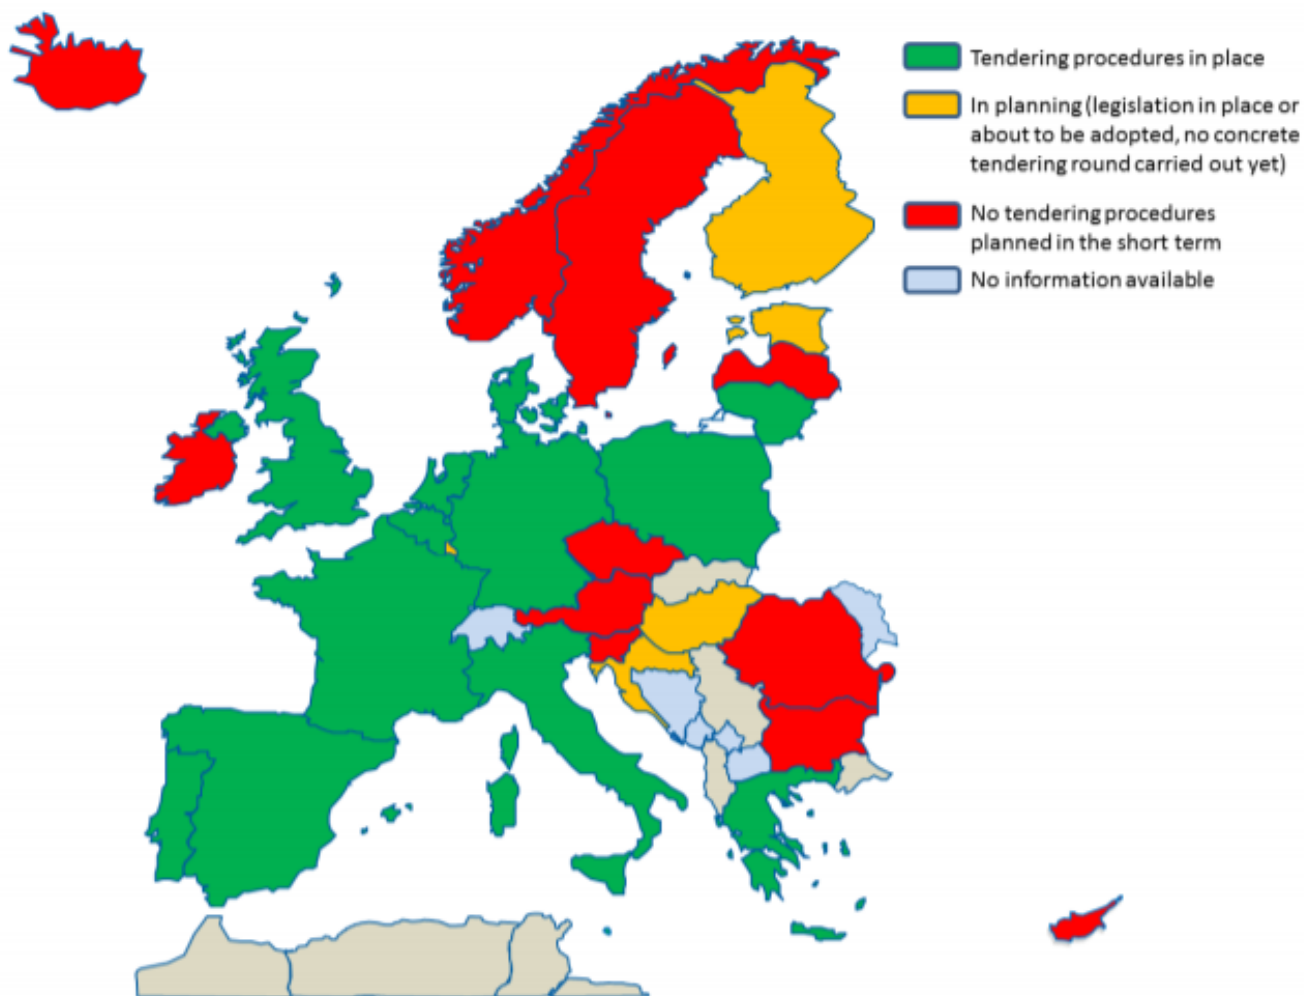 Tendering procedures in place
In planning (legislation in place or
about to be adopted, no concrete
tendering round carried out yet)
No tendering procedures
planned in the short term
No information available